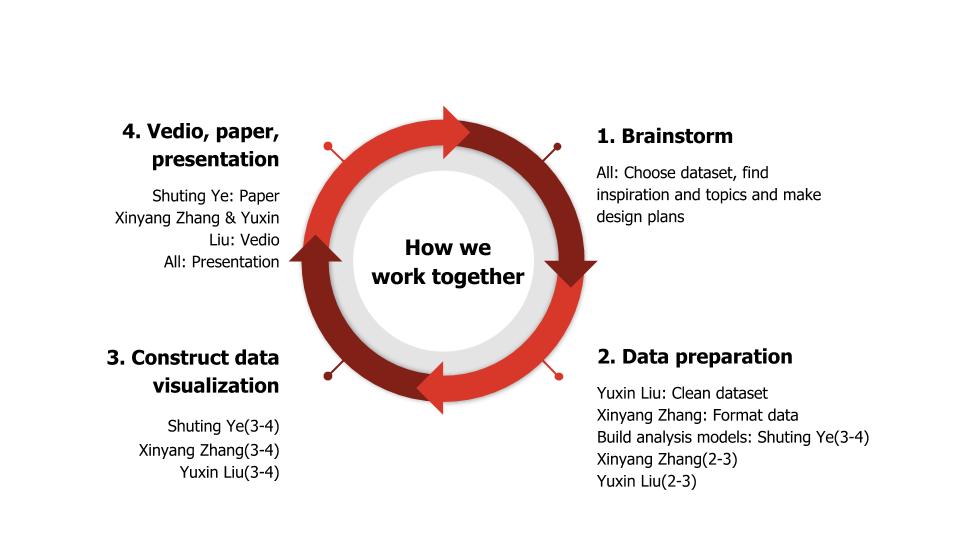 4. Vedio, paper,
presentation
Shuting Ye: Paper
Xinyang Zhang & Yuxin
Liu: Vedio
All: Presentation
1. Brainstorm
All: Choose dataset, find
inspiration and topics and make
design plans
How we
work together
3. Construct data
visualization
Shuting Ye(3-4)
Xinyang Zhang(3-4)
Yuxin Liu(3-4)
2. Data preparation
Yuxin Liu: Clean dataset
Xinyang Zhang: Format data
Build analysis models: Shuting Ye(3-4)
Xinyang Zhang(2-3)
Yuxin Liu(2-3)